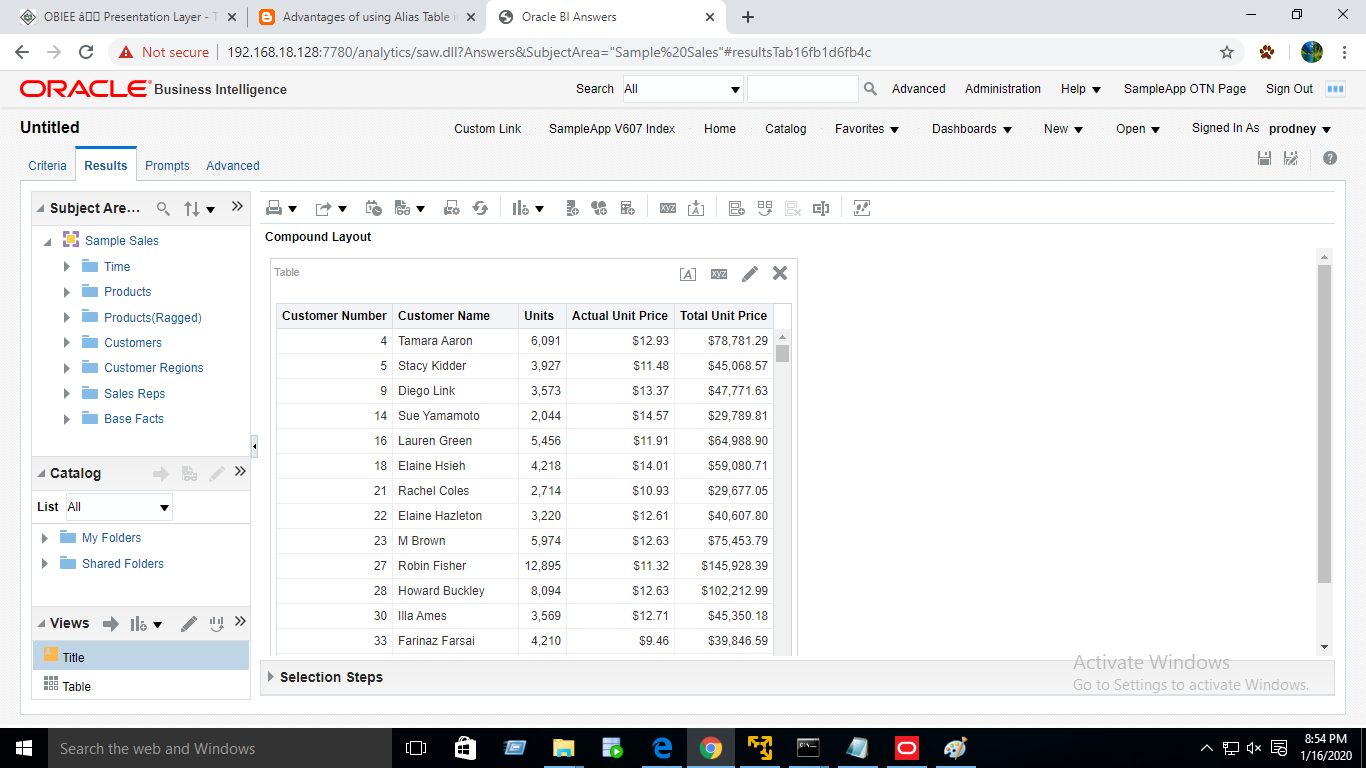 OBIEE â Presentation Layer - T
Advantages of using Alias Table i
Oracle BI Answers
Not secure
192.168.18.128:7780/analytics/saw.dll?Answers&SubjectArea="Sample%20Sales"#resultsTab16fb1d6fb4c
ORACLE Business Intelligence
Search All
Advanced Administration Help SampleApp OTN Page Sign Out
Untitled
Custom Link SampleApp V607 Index Home Catalog Favorites Dashboards New Open Signed In As prodney
Criteria Results Prompts Advanced
Subject Are...
Sample Sales
Time
Products
Products(Ragged)
Customers
Customer Regions
Sales Reps
Base Facts
Catalog
List All
My Folders
Shared Folders
Views
Title
Table
Compound Layout
Table
Customer Number Customer Name Units Actual Unit Price Total Unit Price
4 Tamara Aaron 6,091 $12.93 $78,781.29
5 Stacy Kidder 3,927 $11.48 $45,068.57
9 Diego Link 3,573 $13.37 $47,771.63
14 Sue Yamamoto 2,044 $14.57 $29,789.81
16 Lauren Green 5,456 $11.91 $64,988.90
18 Elaine Hsieh 4,218 $14.01 $59,080.71
21 Rachel Coles 2,714 $10.93 $29,677.05
22 Elaine Hazleton 3,220 $12.61 $40,607.80
23 M Brown 5,974 $12.63 $75,453.79
27 Robin Fisher 12,895 $11.32 $145,928.39
28 Howard Buckley 8,094 $12.63 $102,212.99
30 Illa Ames 3,569 $12.71 $45,350.18
33 Farinaz Farsai 4,210 $9.46 $39,846.59
Selection Steps
Activate Windows
Go to Settings to activate Windows.
Search the web and Windows
8:54 PM
1/16/2020